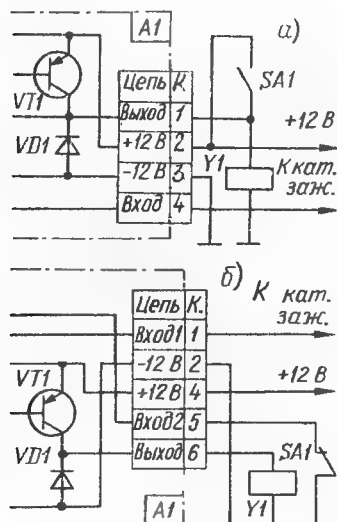 A1
а)
Цепь К.
VT1
SA1
Выход 1
+12 В
VD1
+12 В 2
Y1
К кат. заж.
-12 В 3
Вход 4
б)
К кат. заж.
Цепь К.
Вход1 1
VT1
-12 В 2
+12 В 4
+12 В
Вход2 5
SA1
VD1
Выход 6
A1
Y1